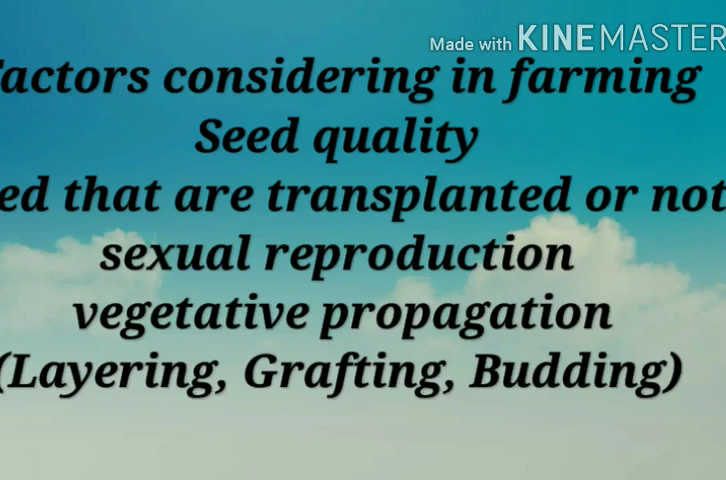 Made with KINEMASTER
Factors considering in farming
Seed quality
ed that are transplanted or not
sexual reproduction
vegetative propagation
(Layering, Grafting, Budding)